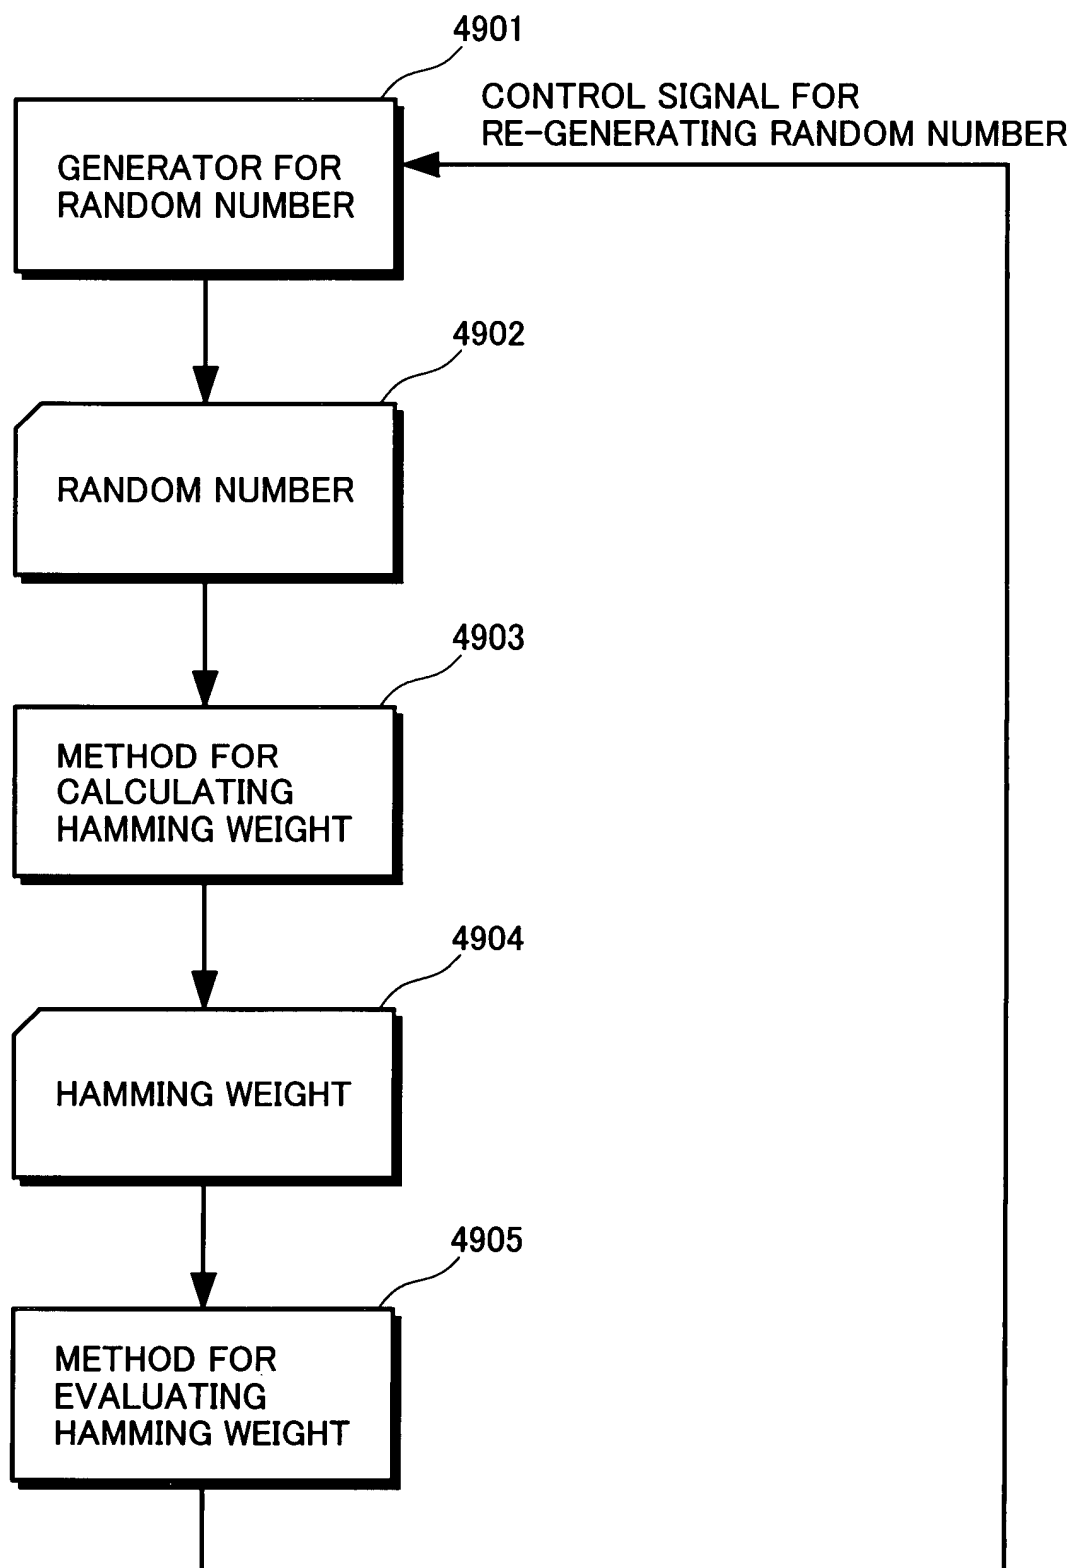 4901
CONTROL SIGNAL FOR
RE-GENERATING RANDOM NUMBER
GENERATOR FOR
RANDOM NUMBER
4902
RANDOM NUMBER
4903
METHOD FOR
CALCULATING
HAMMING WEIGHT
4904
HAMMING WEIGHT
4905
METHOD FOR
EVALUATING
HAMMING WEIGHT